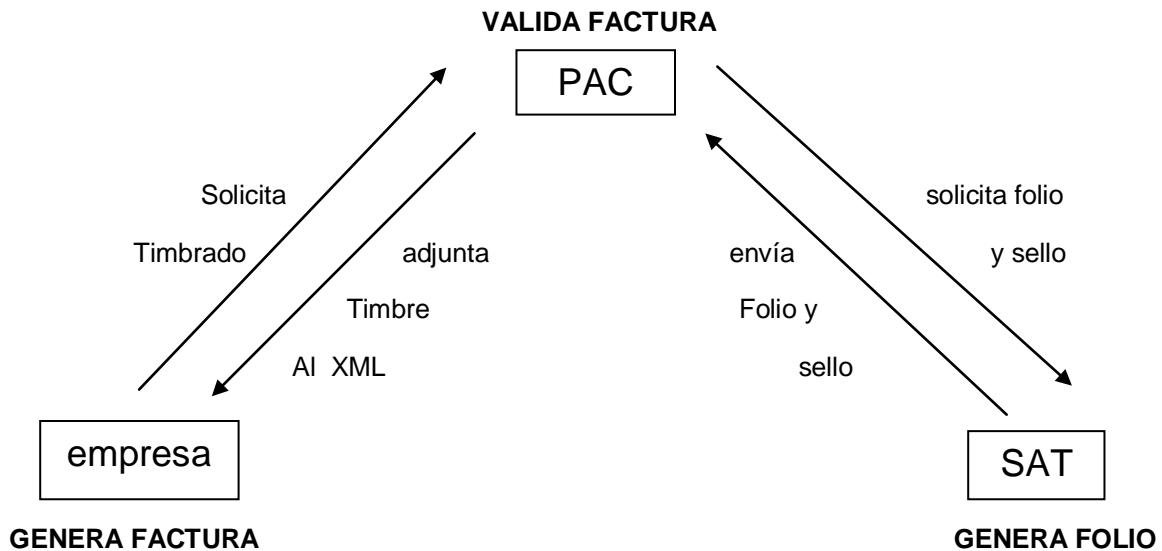 VALIDA FACTURA
PAC
Solicita
Timbrado
adjunta
Timbre
Al XML
envía
Folio y
sello
solicita folio
y sello
empresa
GENERA FACTURA
SAT
GENERA FOLIO